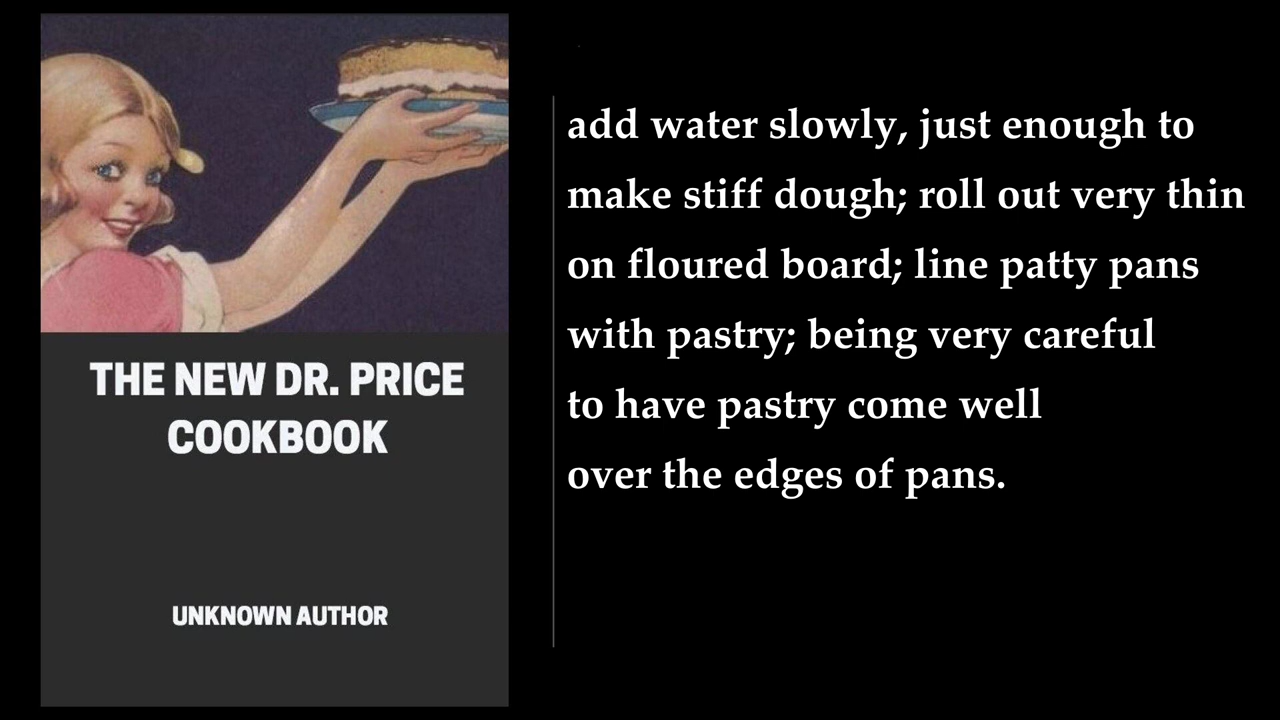 THE NEW DR. PRICE
COOKBOOK
UNKNOWN AUTHOR
add water slowly, just enough to
make stiff dough; roll out very thin
on floured board; line patty pans
with pastry; being very careful
to have pastry come well
over the edges of pans.